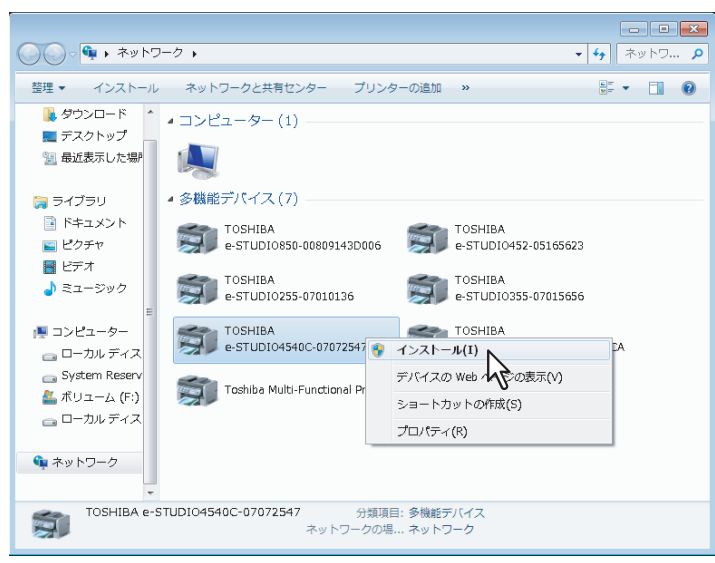 ネットワーク
ネットワ...
整理 インストール ネットワークと共有センター プリンターの追加 »
ダウンロード
デスクトップ
最近表示した場所
ライブラリ
ドキュメント
ピクチャ
ビデオ
ミュージック
コンピューター
ローカル ディス
System Reserv
ボリューム (F:)
ローカル ディス
ネットワーク
コンピューター (1)
多機能デバイス (7)
TOSHIBA
e-STUDIO850-00809143D006
TOSHIBA
e-STUDIO452-05165623
TOSHIBA
e-STUDIO255-07010136
TOSHIBA
e-STUDIO355-07015656
TOSHIBA
e-STUDIO4540C-07072547
TOSHIBA
CA
Toshiba Multi-Functional Pr
インストール(I)
デバイスの Web ページの表示(V)
ショートカットの作成(S)
プロパティ(R)
TOSHIBA e-STUDIO4540C-07072547 分類項目: 多機能デバイス
ネットワークの場... ネットワーク